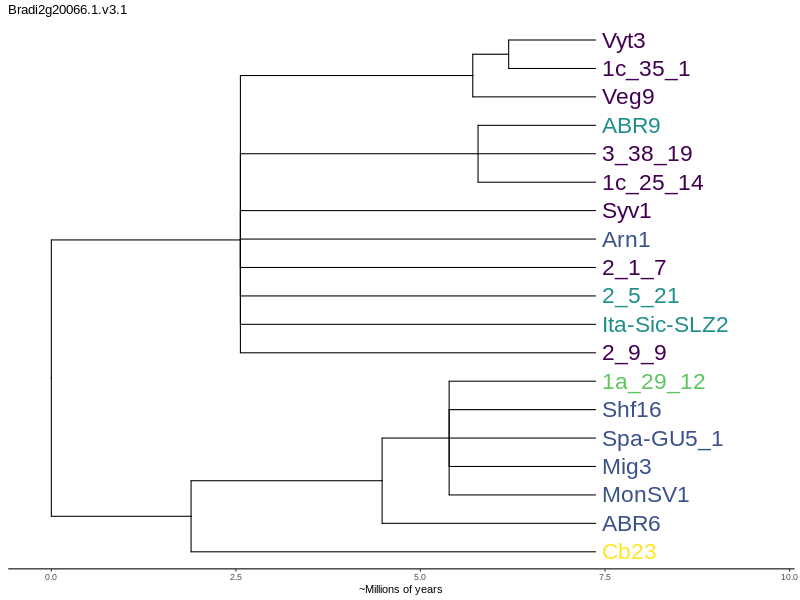 Bradi2g20066.1.v3.1
Vyt3
1c_35_1
Veg9
ABR9
3_38_19
1c_25_14
Syv1
Arn1
2_1_7
2_5_21
Ita-Sic-SLZ2
2_9_9
1a_29_12
Shf16
Spa-GU5_1
Mig3
MonSV1
ABR6
Cb23
0.0 2.5 5.0 7.5 10.0
~Millions of years